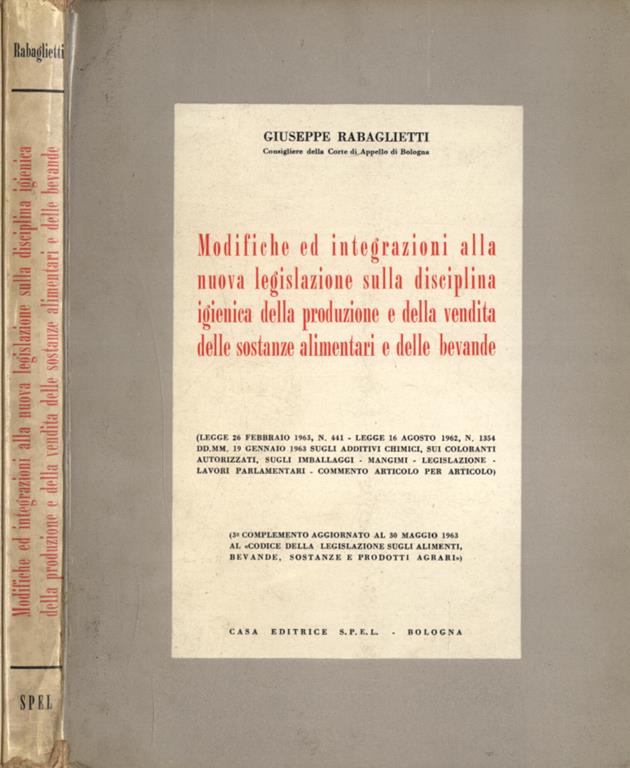 Rabaglietti
Modifiche ed integrazioni alla nuova legislazione sulla disciplina igienica
della produzione e della vendita delle sostanze alimentari e delle bevande
SPEL
GIUSEPPE RABAGLIETTI
Consigliere della Corte di Appello di Bologna
Modifiche ed integrazioni alla
nuova legislazione sulla disciplina
igienica della produzione e della vendita
delle sostanze alimentari e delle bevande
(LEGGE 26 FEBBRAIO 1963, N. 441 - LEGGE 16 AGOSTO 1962, N. 1354
DD.MM. 19 GENNAIO 1963 SUGLI ADDITIVI CHIMICI, SUI COLORANTI
AUTORIZZATI, SUGLI IMBALLAGGI - MANGIMI - LEGISLAZIONE -
LAVORI PARLAMENTARI - COMMENTO ARTICOLO PER ARTICOLO)
(3º COMPLEMENTO AGGIORNATO AL 30 MAGGIO 1963
AL «CODICE DELLA LEGISLAZIONE SUGLI ALIMENTI,
BEVANDE, SOSTANZE E PRODOTTI AGRARI»)
CASA EDITRICE S.P.E.L. - BOLOGNA